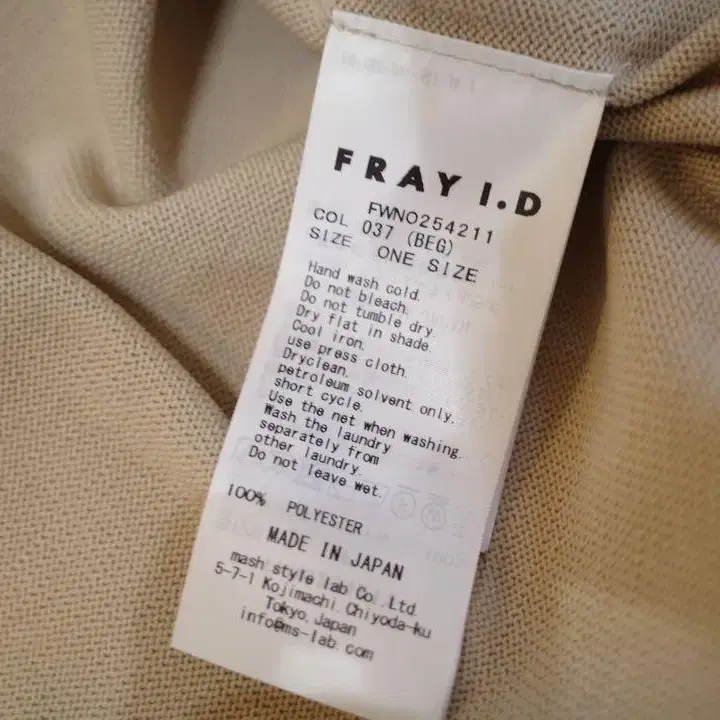 FRAY I.D
FWNO254211
COL 037 (BEG)
SIZE ONE SIZE
Hand wash cold.
Do not bleach.
Do not tumble dry.
Dry flat in shade.
Cool iron.
use press cloth.
Dryclean.
petroleum solvent only.
short cycle.
Use the net when washing.
Wash the laundry
separately from
other laundry.
Do not leave wet.
100% POLYESTER
MADE IN JAPAN
mash style lab Co.,Ltd.
5-7-1 Kojimachi,Chiyoda-ku
Tokyo,Japan
info@ms-lab.com